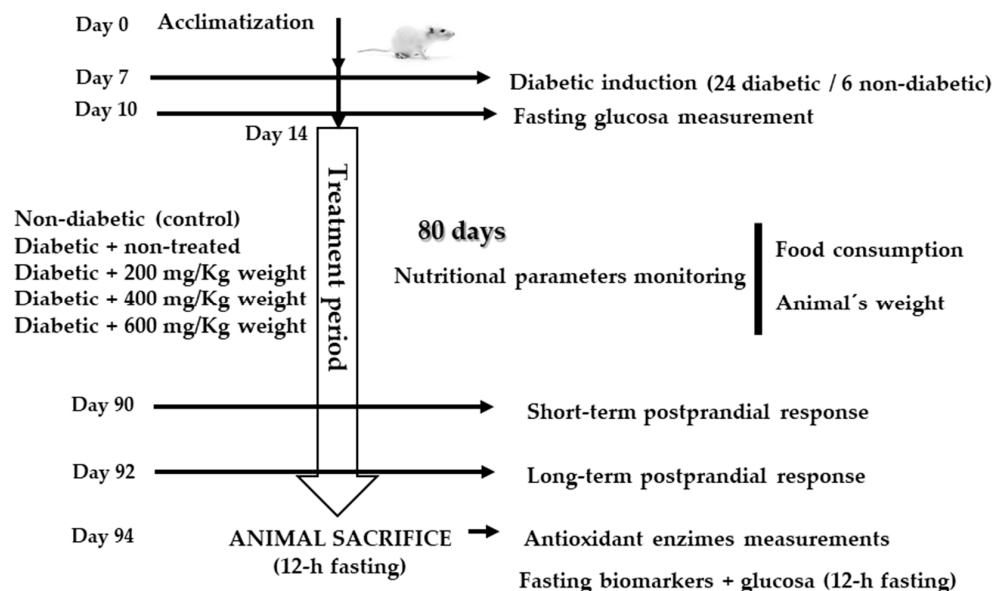 Day 0 Acclimatization
Day 7 Diabetic induction (24 diabetic / 6 non-diabetic)
Day 10 Fasting glucosa measurement
Day 14
Treatment period
Non-diabetic (control)
Diabetic + non-treated
Diabetic + 200 mg/Kg weight
Diabetic + 400 mg/Kg weight
Diabetic + 600 mg/Kg weight
80 days
Nutritional parameters monitoring
Food consumption
Animal´s weight
Day 90 Short-term postprandial response
Day 92 Long-term postprandial response
Day 94 ANIMAL SACRIFICE Antioxidant enzimes measurements
(12-h fasting)
Fasting biomarkers + glucosa (12-h fasting)